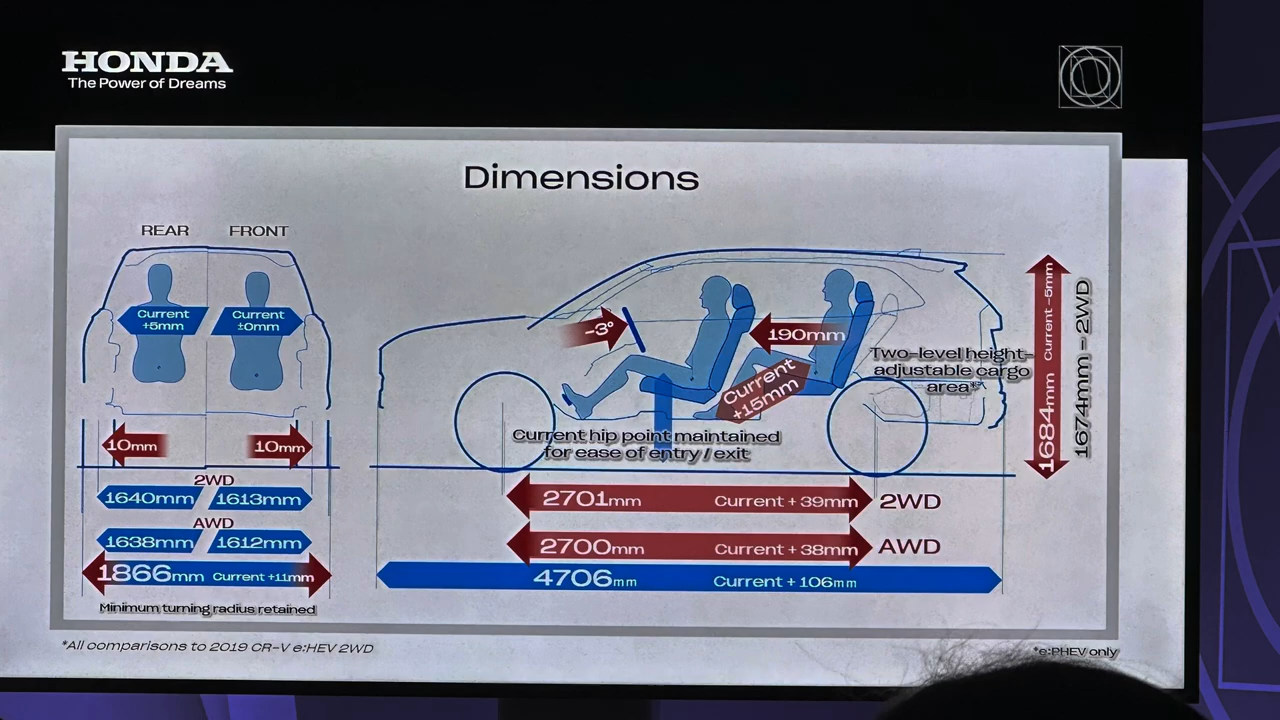 HONDA
The Power of Dreams
Dimensions
REAR
FRONT
Current
+5mm
Current
±0mm
10mm
10mm
2WD
1640mm
1613mm
AWD
1638mm
1612mm
1866mm Current +11mm
Minimum turning radius retained
-3°
190mm
Current
+15mm
Two-level height-
adjustable cargo
area*
Current hip point maintained
for ease of entry / exit
2701mm Current + 39mm 2WD
2700mm Current + 38mm AWD
4706mm Current + 106mm
1684mm Current -5mm
1674mm - 2WD
*All comparisons to 2019 CR-V e:HEV 2WD
*e:PHEV only